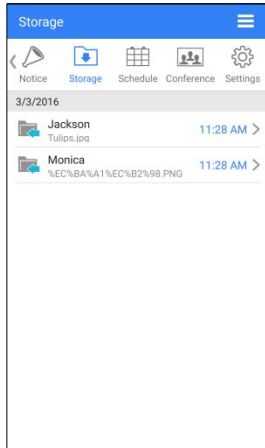 Storage
Notice Storage Schedule Conference Settings
3/3/2016
Jackson 11:28 AM
Tulips.jpg
Monica 11:28 AM
%EC%BA%A1%EC%B2%98.PNG